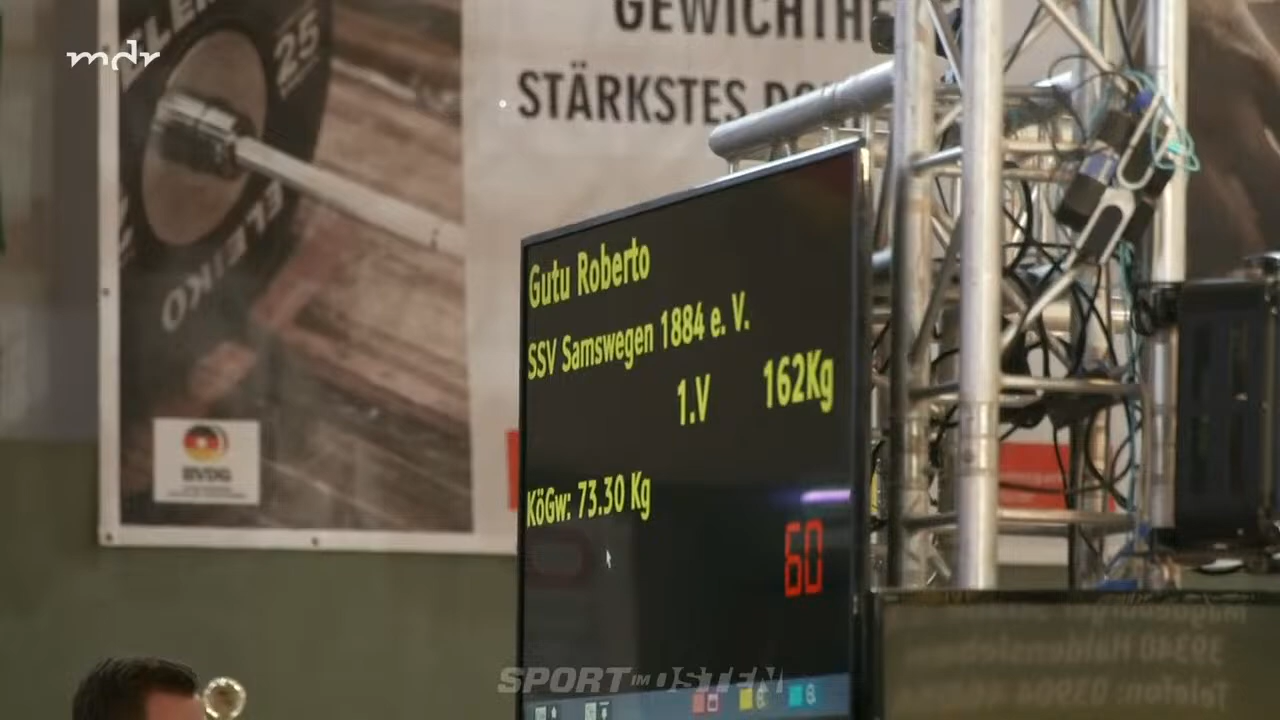 mdr
ELEIKO
25
GEWICHTHE
STÄRKSTES
ELEIKO
BVDG
Gutu Roberto
SSV Samswegen 1884 e. V.
1.V 162Kg
KöGw: 73.30 Kg
60
SPORT IM OSTEN